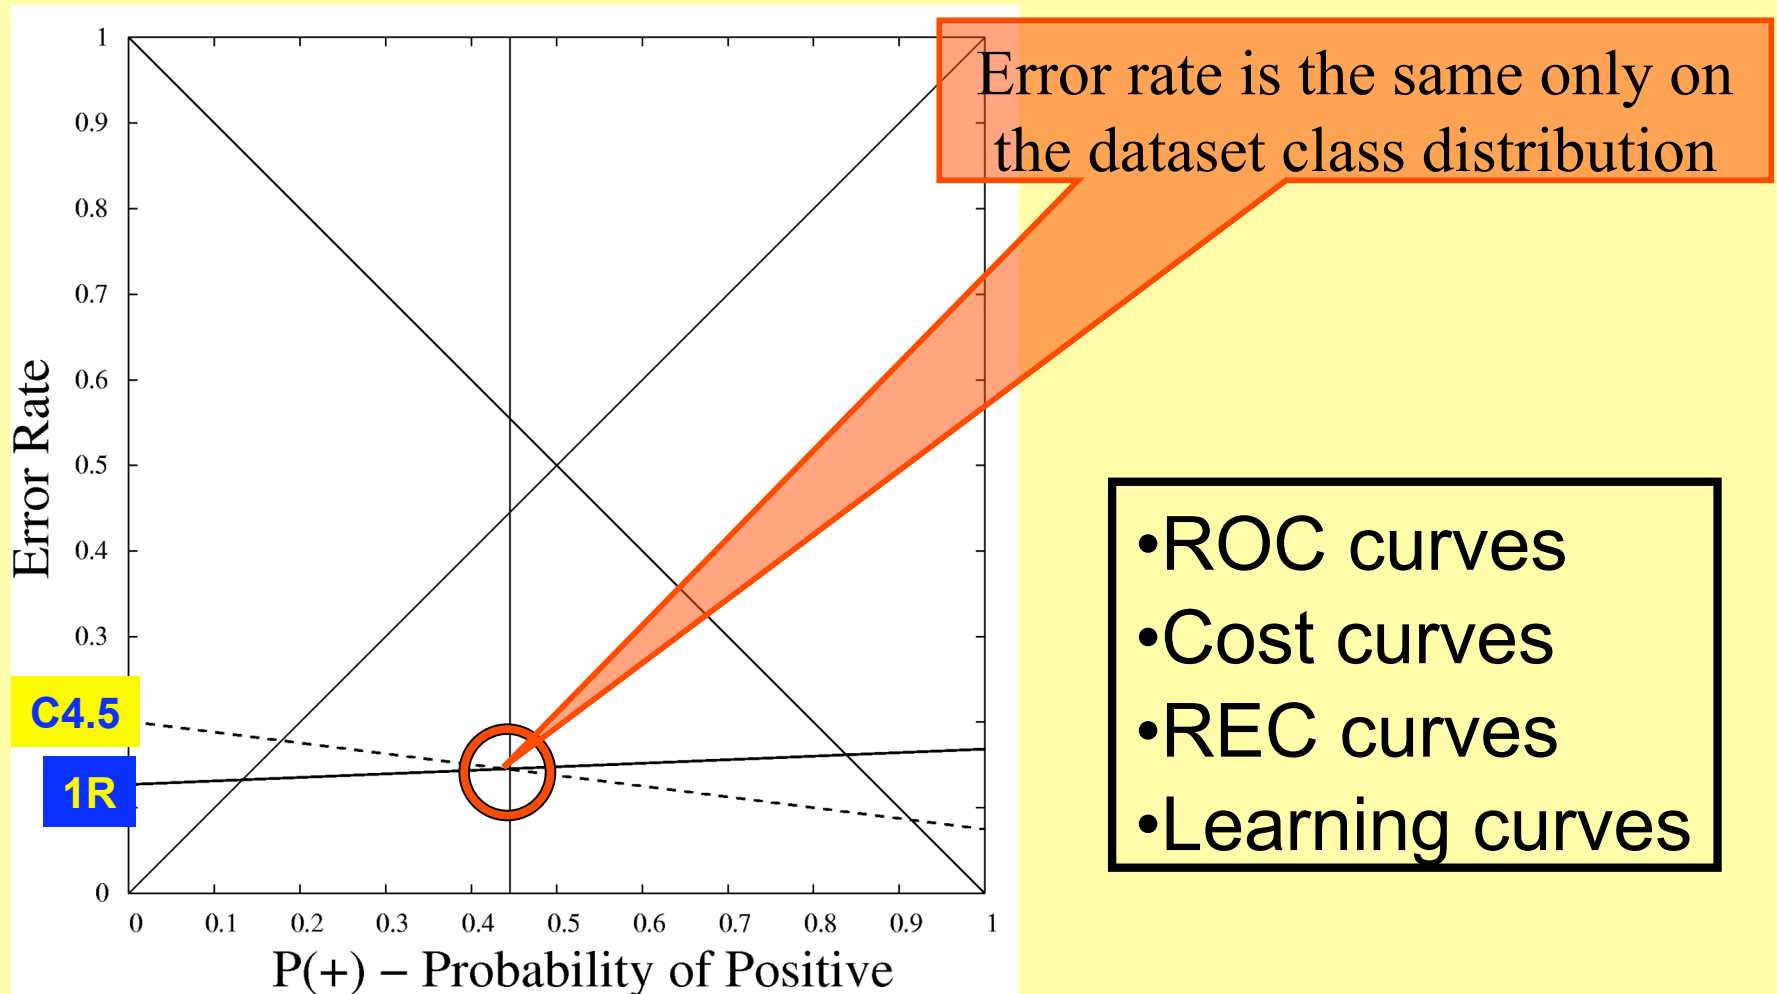 Error rate is the same only on
the dataset class distribution
1
0.9
0.8
0.7
0.6
0.5
0.4
0.3
0
Error Rate
C4.5
1R
0 0.1 0.2 0.3 0.4 0.5 0.6 0.7 0.8 0.9 1
P(+) – Probability of Positive
•ROC curves
•Cost curves
•REC curves
•Learning curves